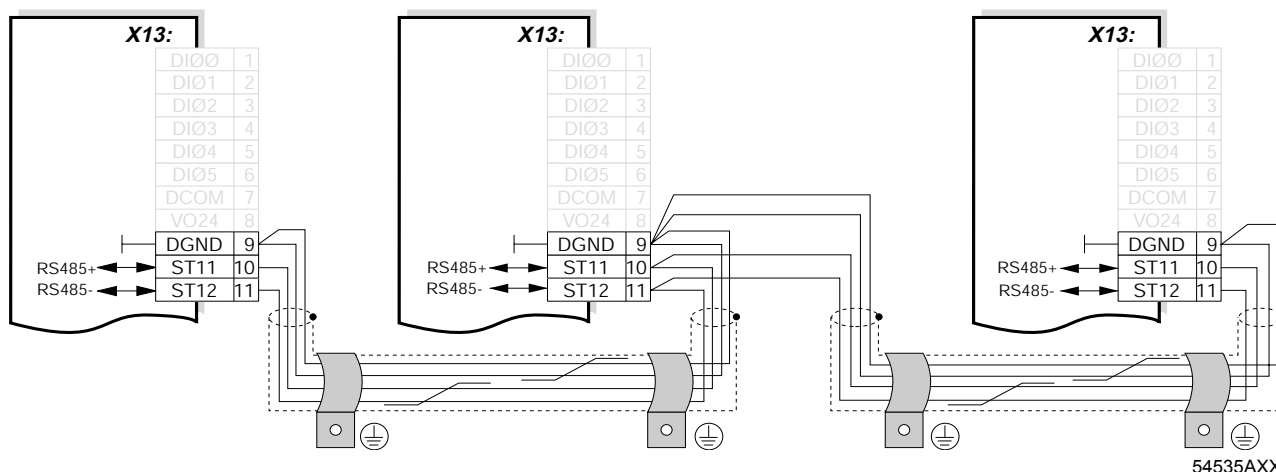 X13:
DIØØ 1
DIØ1 2
DIØ2 3
DIØ3 4
DIØ4 5
DIØ5 6
DCOM 7
VO24 8
DGND 9
RS485+ ST11 10
RS485- ST12 11
X13:
DIØØ 1
DIØ1 2
DIØ2 3
DIØ3 4
DIØ4 5
DIØ5 6
DCOM 7
VO24 8
DGND 9
RS485+ ST11 10
RS485- ST12 11
X13:
DIØØ 1
DIØ1 2
DIØ2 3
DIØ3 4
DIØ4 5
DIØ5 6
DCOM 7
VO24 8
DGND 9
RS485+ ST11 10
RS485- ST12 11
54535AXX